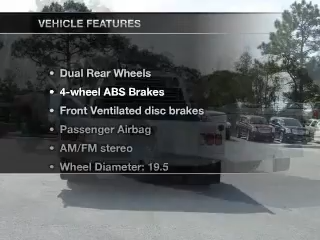 VEHICLE FEATURES
• Dual Rear Wheels
• 4-wheel ABS Brakes
• Front Ventilated disc brakes
• Passenger Airbag
• AM/FM stereo
• Wheel Diameter: 19.5